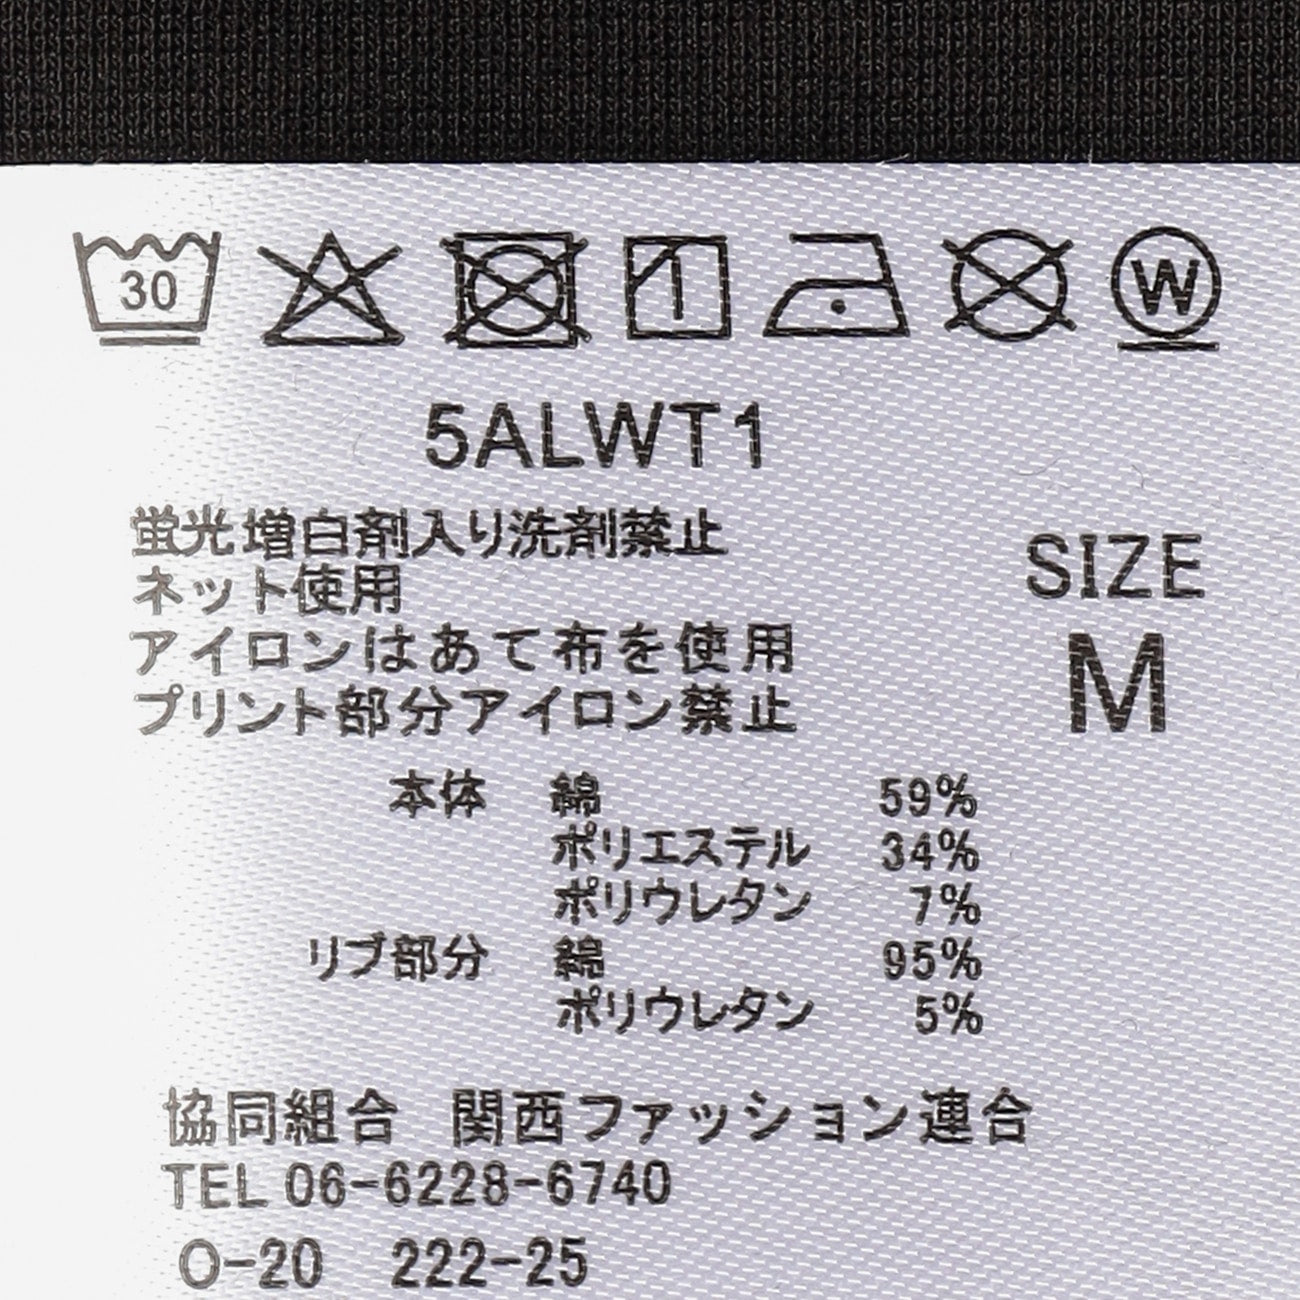 30 W
5ALWT1
蛍光増白剤入り洗剤禁止
ネット使用
アイロンはあて布を使用
プリント部分アイロン禁止
SIZE
M
本体 綿 59%
ポリエステル 34%
ポリウレタン 7%
リブ部分 綿 95%
ポリウレタン 5%
協同組合 関西ファッション連合
TEL 06-6228-6740
O-20 222-25